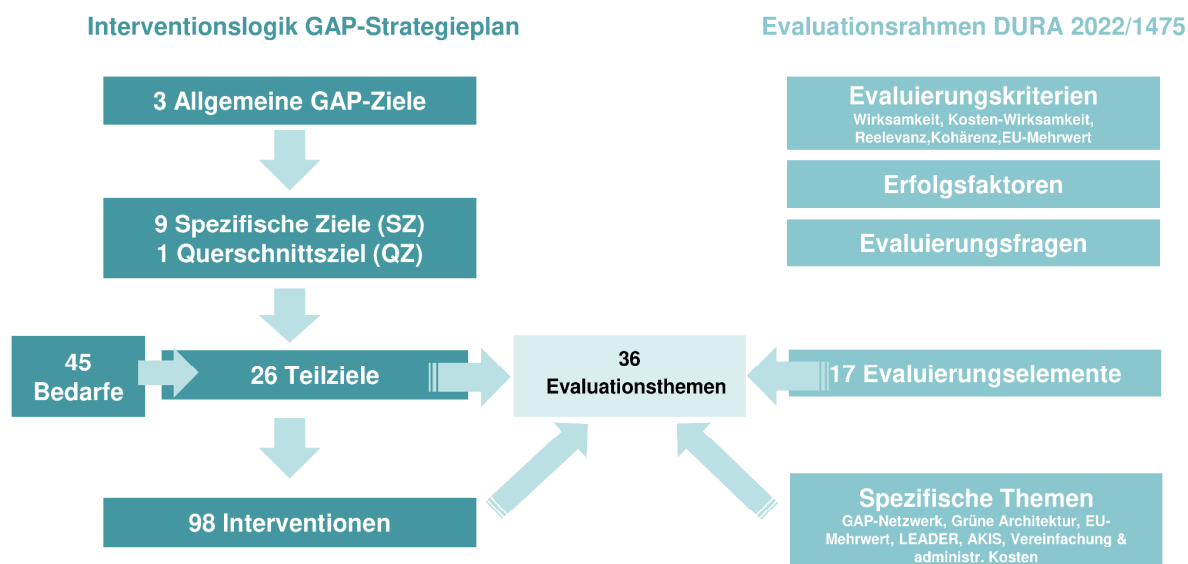 Interventionslogik GAP-Strategieplan
3 Allgemeine GAP-Ziele
9 Spezifische Ziele (SZ)
1 Querschnittsziel (QZ)
45
Bedarfe
26 Teilziele
98 Interventionen
36
Evaluationsthemen
Evaluationsrahmen DURA 2022/1475
Evaluierungskriterien
Wirksamkeit, Kosten-Wirksamkeit,
Reelevanz,Kohärenz,EU-Mehrwert
Erfolgsfaktoren
Evaluierungsfragen
17 Evaluierungselemente
Spezifische Themen
GAP-Netzwerk, Grüne Architektur, EU-
Mehrwert, LEADER, AKIS, Vereinfachung &
administr. Kosten